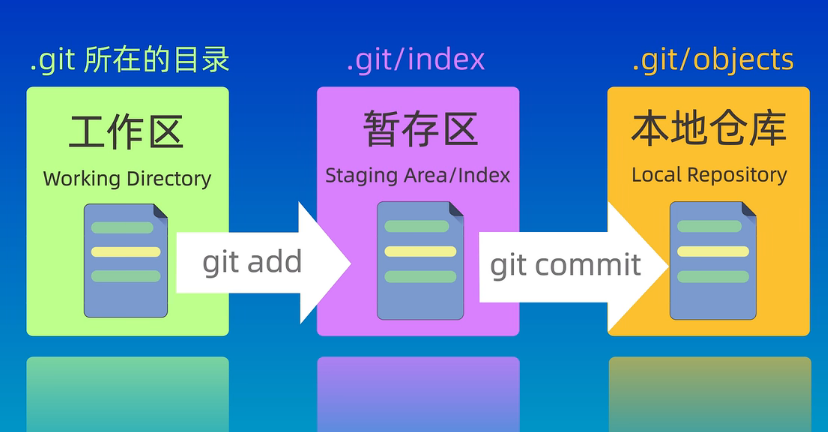 .git 所在的目录
.git/index
.git/objects
工作区
暂存区
本地仓库
Working Directory
Staging Area/Index
Local Repository
git add
git commit